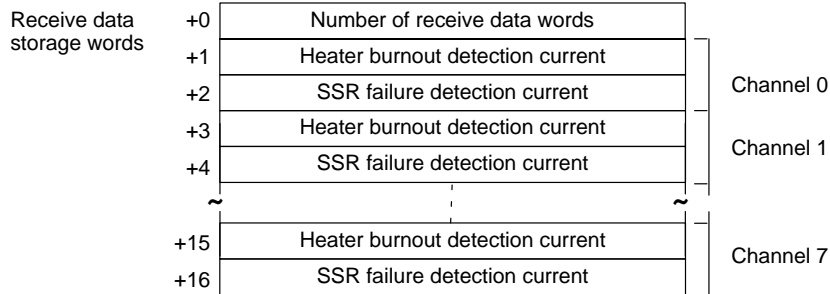 Receive data
storage words
+0 Number of receive data words
+1 Heater burnout detection current
+2 SSR failure detection current
Channel 0
+3 Heater burnout detection current
+4 SSR failure detection current
Channel 1
~ ~
+15 Heater burnout detection current
+16 SSR failure detection current
Channel 7